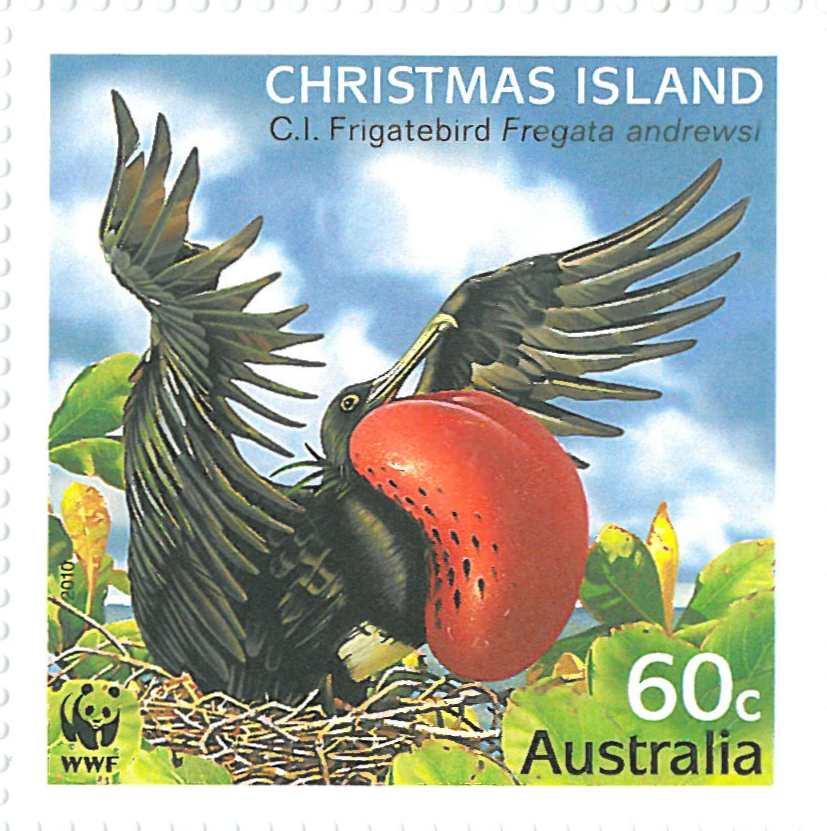 CHRISTMAS ISLAND
C.I. Frigatebird Fregata andrewsi
2010
60c
WWF
Australia